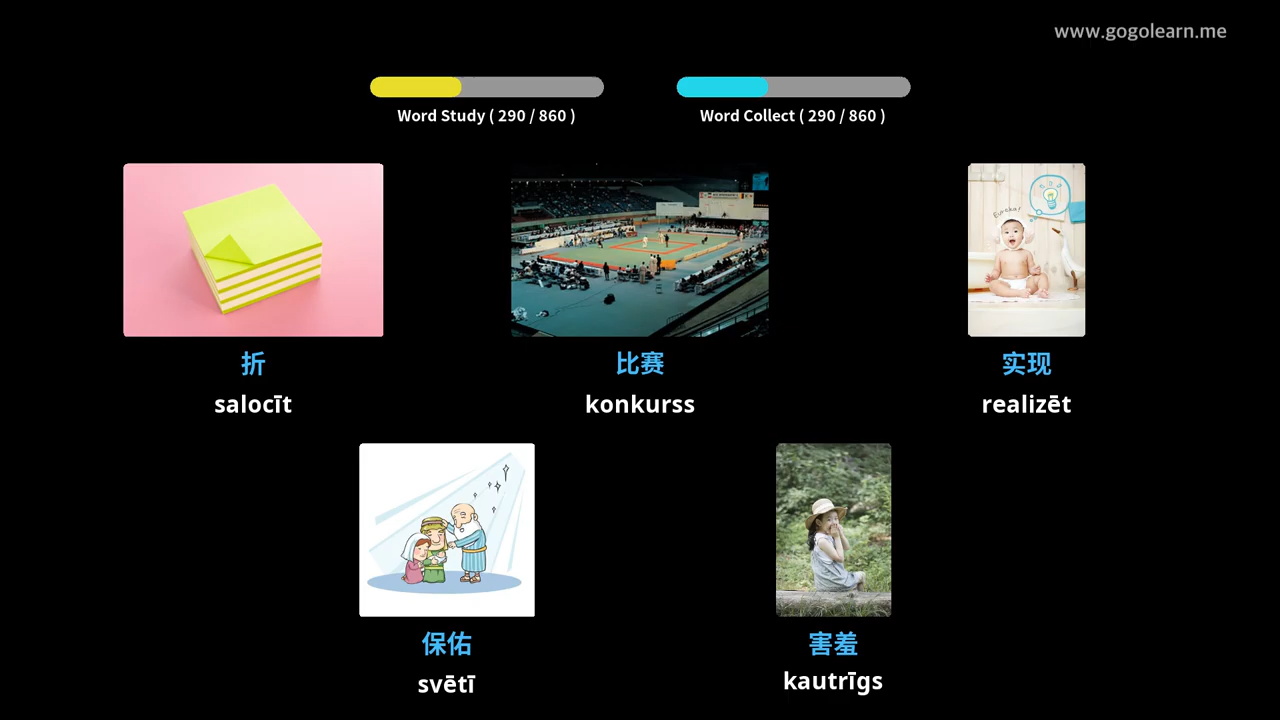 www.gogolearn.me
Word Study ( 290 / 860 )
Word Collect ( 290 / 860 )
Eureka!
折
salocīt
比赛
konkurss
实现
realizēt
保佑
svētī
害羞
kautrīgs